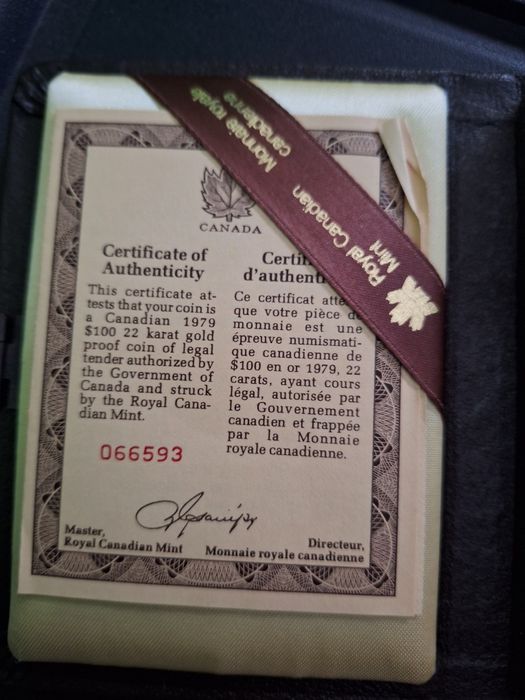 Monnaie royale
canadienne
Royal Canadian
Mint
CANADA
Certificate of
Authenticity
This certificate at-
tests that your coin is
a Canadian 1979
$100 22 karat gold
proof coin of legal
tender authorized by
the Government of
Canada and struck
by the Royal Cana-
dian Mint.
066593
d'authent
Ce certificat atte
que votre pièce de
monnaie est une
épreuve numismati-
que canadienne de
$100 en or 1979, 22
carats, ayant cours
légal, autorisée par
le Gouvernement
canadien et frappée
par la Monnaie
royale canadienne.
Master,
Royal Canadian Mint
Directeur,
Monnaie royale canadienne